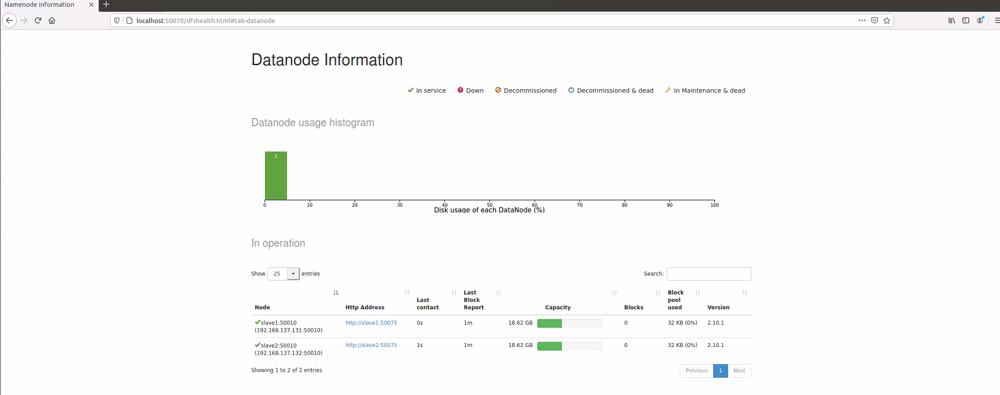 Namenode information
localhost:50070/dfshealth.html#tab-datanode
Datanode Information
In service Down Decommissioned Decommissioned & dead In Maintenance & dead
Datanode usage histogram
2
0 10 20 30 40 50 60 70 80 90 100
Disk usage of each DataNode (%)
In operation
Show 25 entries Search:
Node Http Address Last contact Last Block Report Capacity Blocks Block pool used Version
slave1:50010 http://slave1:50075 0s 1m 18.62 GB 0 32 KB (0%) 2.10.1
(192.168.137.131:50010)
slave2:50010 http://slave2:50075 1s 1m 18.62 GB 0 32 KB (0%) 2.10.1
(192.168.137.132:50010)
Showing 1 to 2 of 2 entries Previous 1 Next